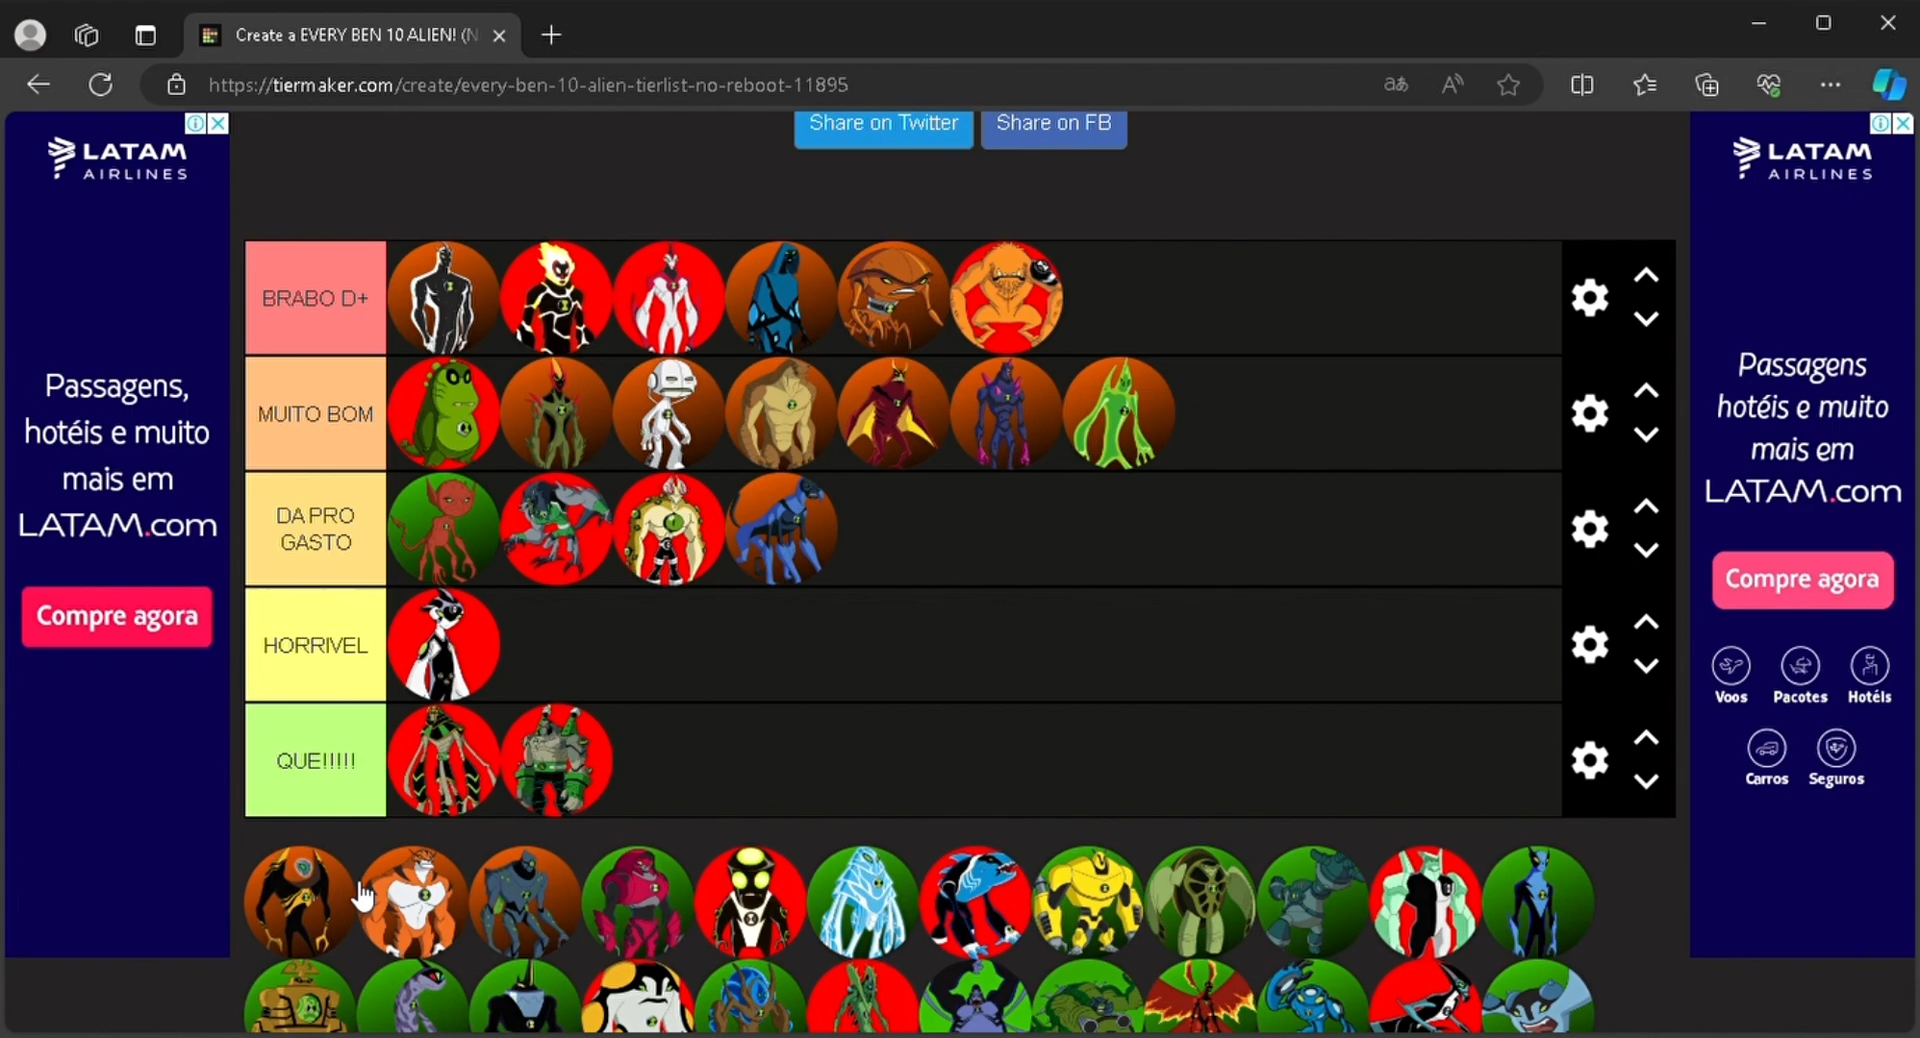 Create a EVERY BEN 10 ALIEN! (N
https://tiermaker.com/create/every-ben-10-alien-tierlist-no-reboot-11895
Share on Twitter
Share on FB
LATAM
AIRLINES
Passagens,
hotéis e muito
mais em
LATAM.com
Compre agora
BRABO D+
MUITO BOM
DA PRO
GASTO
HORRIVEL
QUE!!!!!
LATAM
AIRLINES
Passagens
hotéis e muito
mais em
LATAM.com
Compre agora
Voos
Pacotes
Hotéis
Carros
Seguros